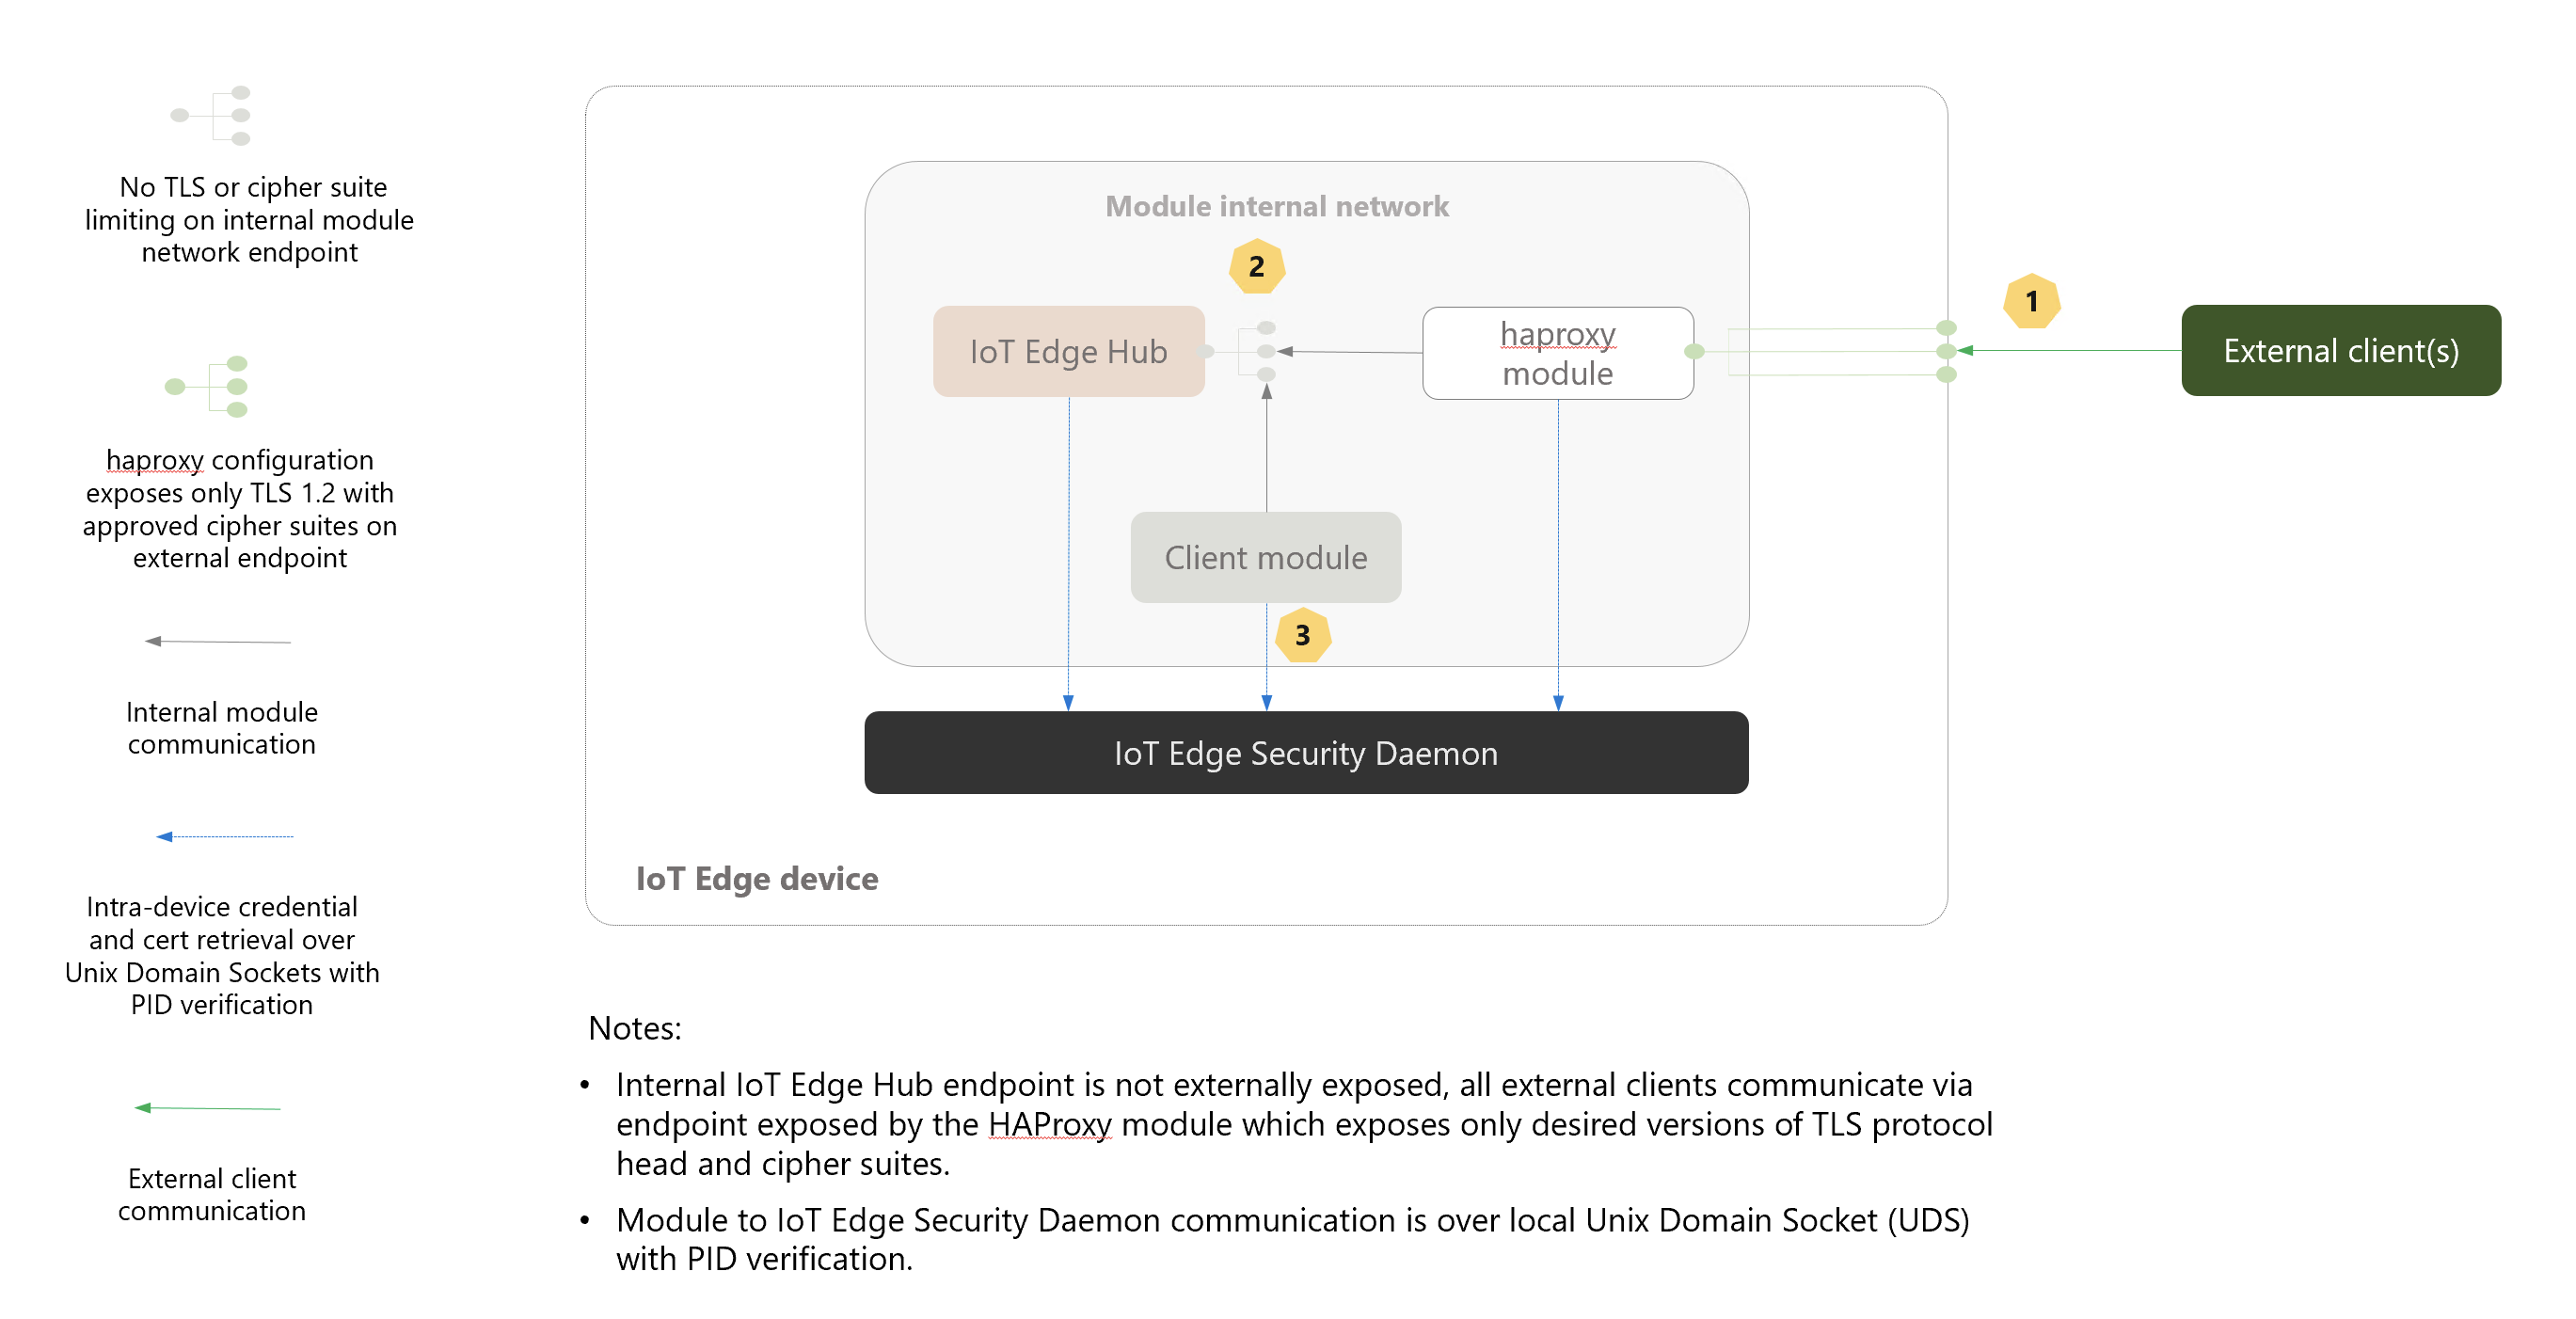 No TLS or cipher suite
limiting on internal module
network endpoint
haproxy configuration
exposes only TLS 1.2 with
approved cipher suites on
external endpoint
Internal module
communication
Intra-device credential
and cert retrieval over
Unix Domain Sockets with
PID verification
External client
communication
Module internal network
2
1
IoT Edge Hub
haproxy
module
External client(s)
Client module
3
IoT Edge Security Daemon
IoT Edge device
Notes:
• Internal IoT Edge Hub endpoint is not externally exposed, all external clients communicate via
endpoint exposed by the HAProxy module which exposes only desired versions of TLS protocol
head and cipher suites.
• Module to IoT Edge Security Daemon communication is over local Unix Domain Socket (UDS)
with PID verification.